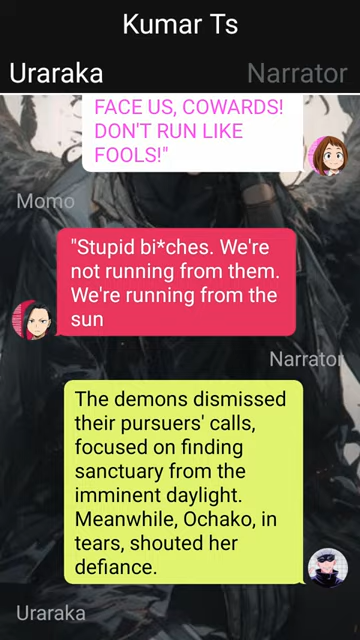 Kumar Ts
Uraraka
Narrator
FACE US, COWARDS!
DON'T RUN LIKE
FOOLS!"
Momo
"Stupid bi*ches. We're
not running from them.
We're running from the
sun
Narrator
The demons dismissed
their pursuers' calls,
focused on finding
sanctuary from the
imminent daylight.
Meanwhile, Ochako, in
tears, shouted her
defiance.
Uraraka